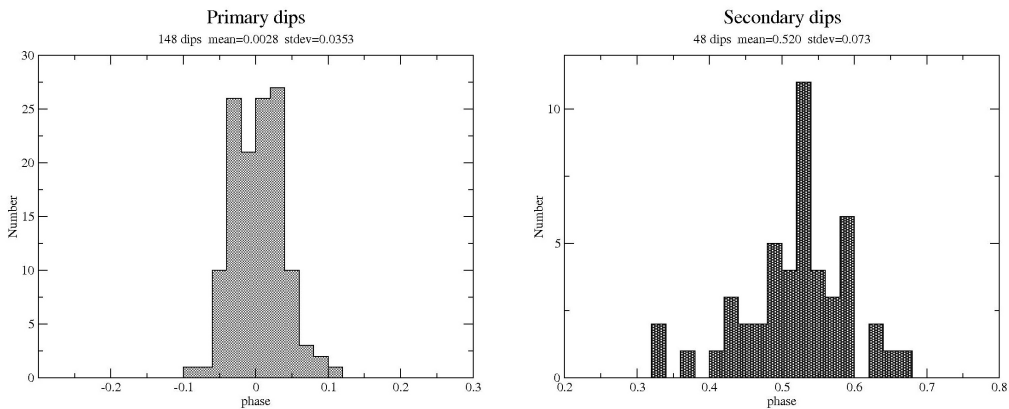 Primary dips
148 dips mean=0.0028 stdev=0.0353
30
25
20
15
10
5
0
Number
-0.2 -0.1 0 0.1 0.2 0.3
phase
Secondary dips
48 dips mean=0.520 stdev=0.073
10
5
0
Number
0.2 0.3 0.4 0.5 0.6 0.7 0.8
phase